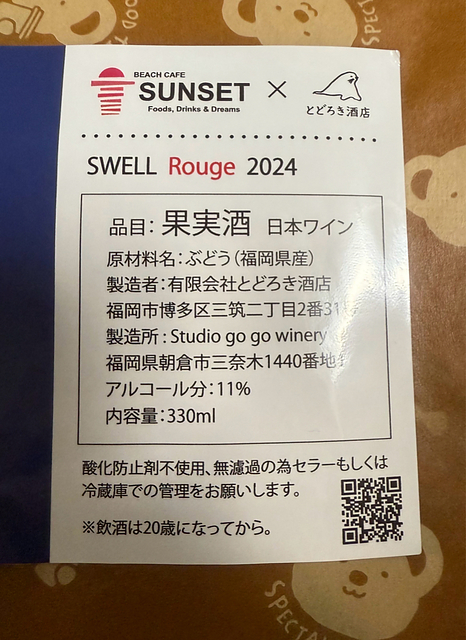 BEACH CAFE
SUNSET
Foods, Drinks & Dreams
×
とどろき酒店
SWELL Rouge 2024
品目：果実酒 日本ワイン
原材料名：ぶどう（福岡県産）
製造者：有限会社とどろき酒店
福岡市博多区三筑二丁目2番31
製造所：Studio go go winery
福岡県朝倉市三奈木1440番地
アルコール分：11%
内容量：330ml
酸化防止剤不使用、無濾過の為セラーもしくは
冷蔵庫での管理をお願いします。
※飲酒は20歳になってから。
SPECT